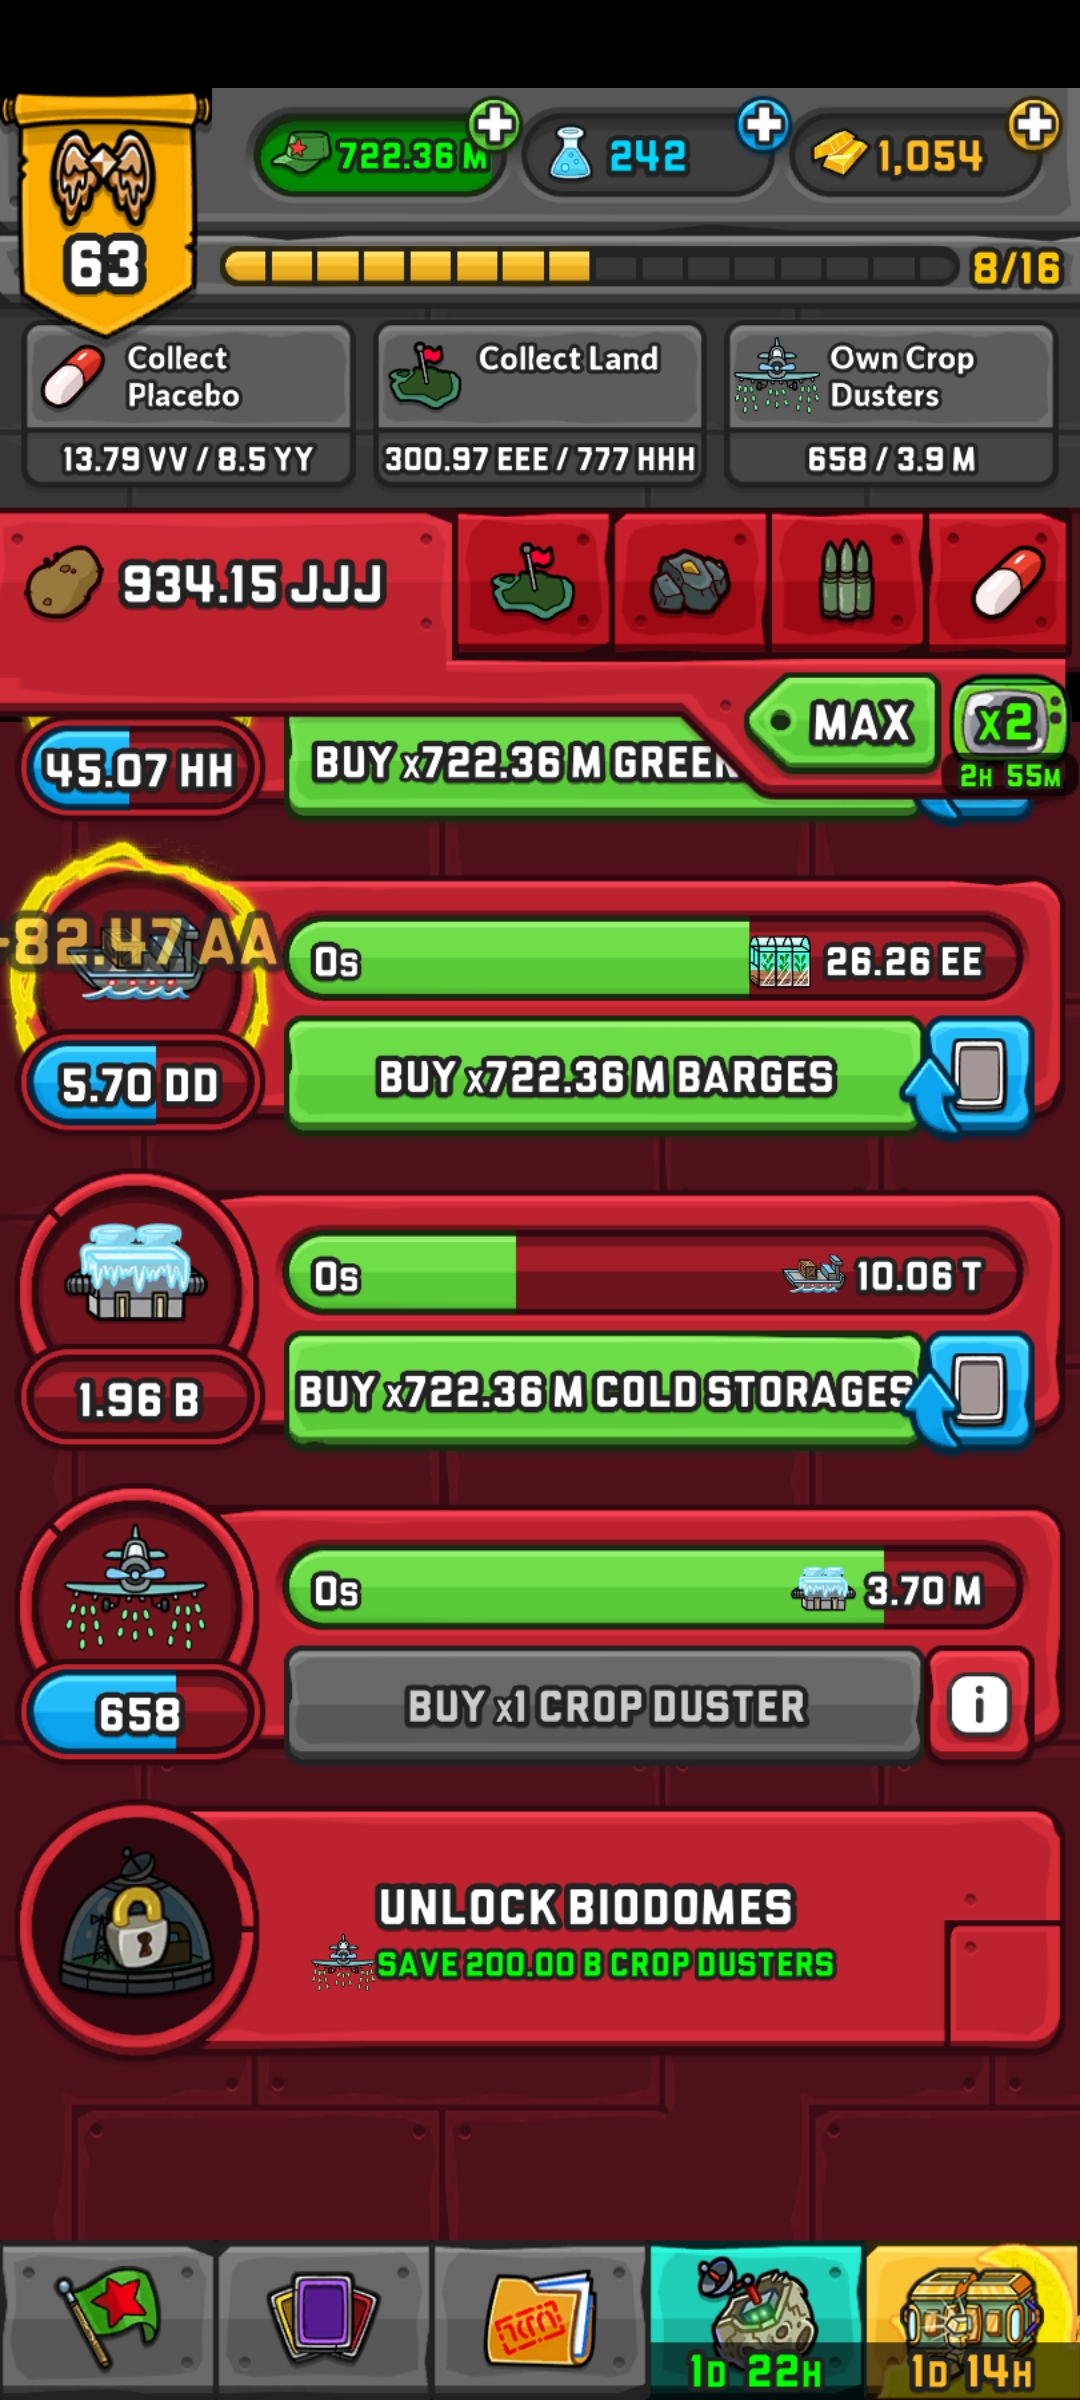 722.36 M
242
1,054
63
8/16
Collect
Placebo
13.79 VV / 8.5 YY
Collect Land
300.97 EEE / 777 HHH
Own Crop
Dusters
658 / 3.9 M
934.15 JJJ
MAX
x2
2H 55M
45.07 HH
BUY x722.36 M
82.47 AA
0s
26.26 EE
5.70 DD
BUY x722.36 M BARGES
0s
10.06 T
1.96 B
BUY x722.36 M COLD STORAGES
0s
3.70 M
658
BUY x1 CROP DUSTER
i
UNLOCK BIODOMES
SAVE 200.00 B CROP DUSTERS
1D 22H
1D 14H